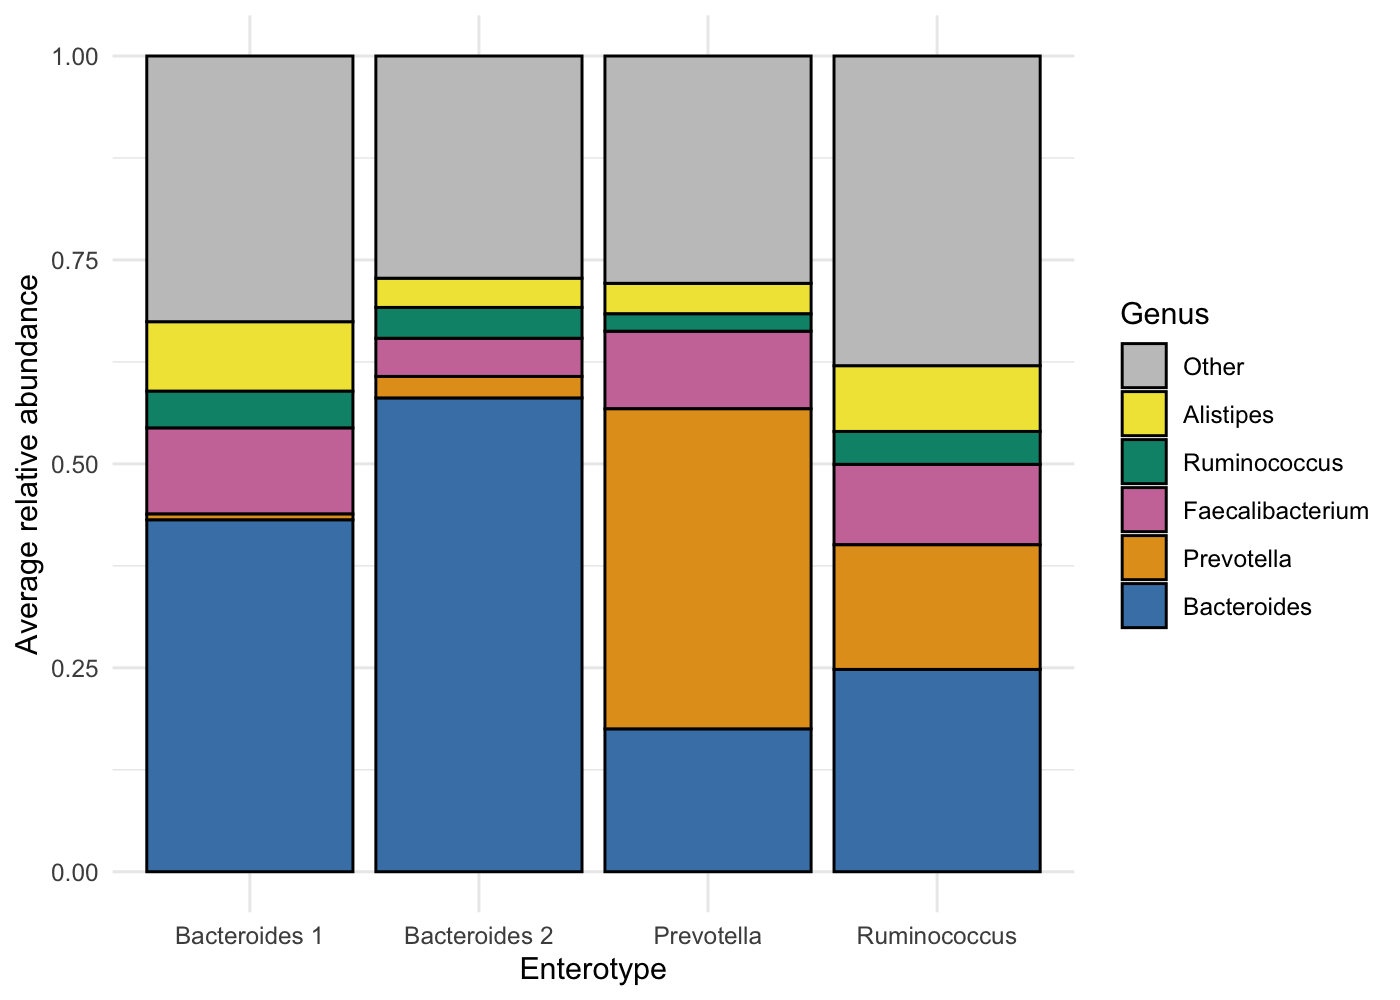 Average relative abundance
1.00
0.75
0.50
0.25
0.00
Bacteroides 1
Bacteroides 2
Prevotella
Ruminococcus
Enterotype
Genus
Other
Alistipes
Ruminococcus
Faecalibacterium
Prevotella
Bacteroides